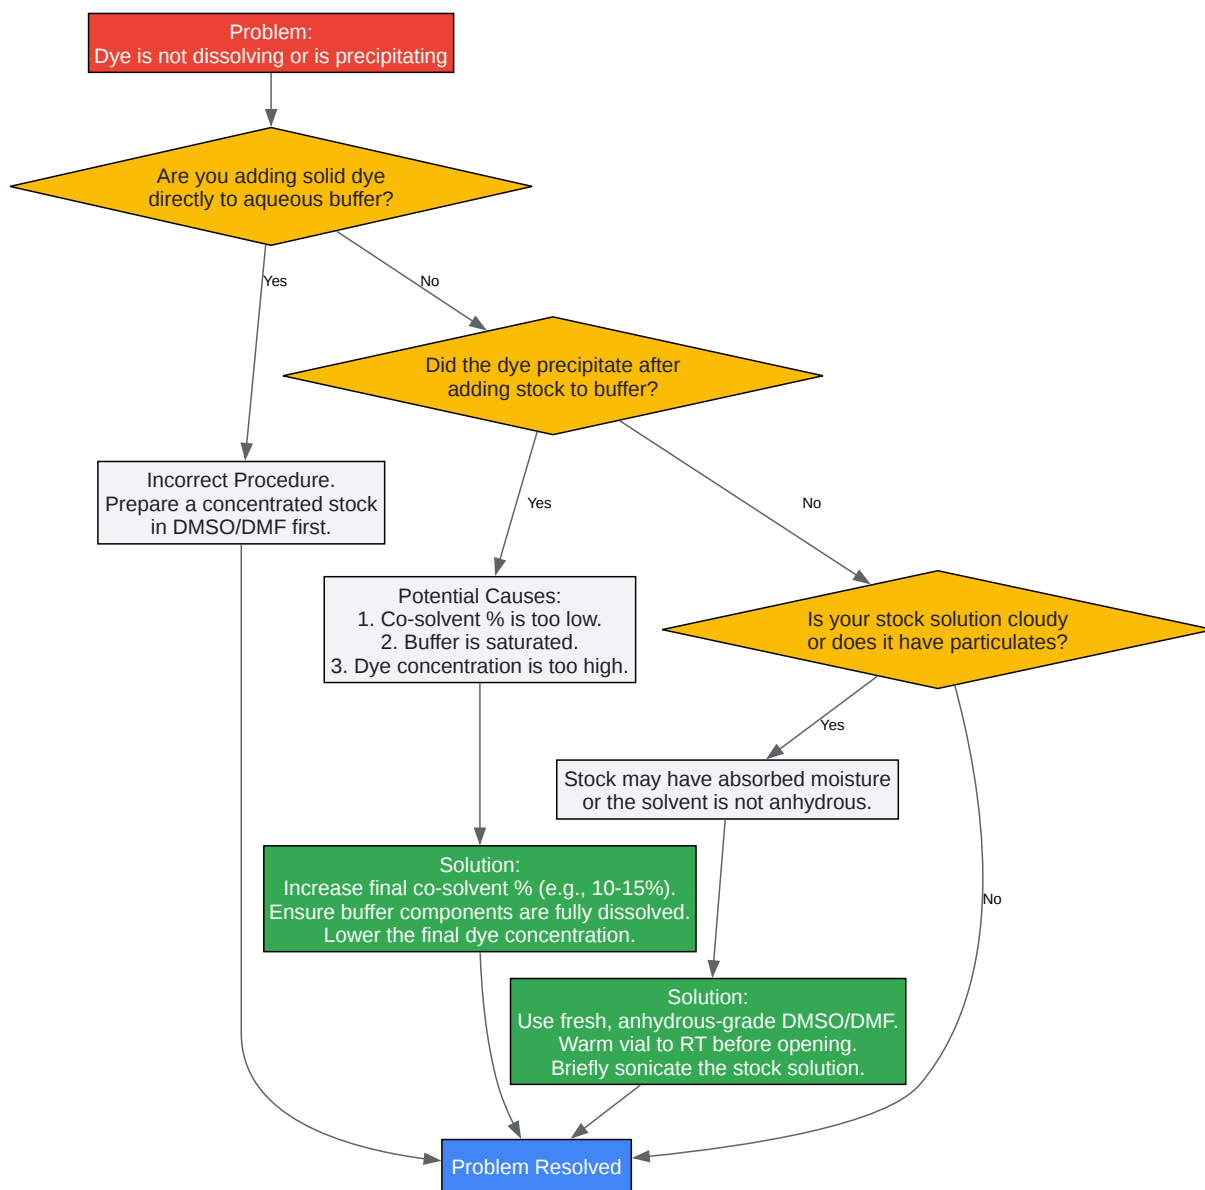 Problem:
Dye is not dissolving or is precipitating
Are you adding solid dye
directly to aqueous buffer?
Yes
No
Did the dye precipitate after
adding stock to buffer?
Incorrect Procedure.
Prepare a concentrated stock
in DMSO/DMF first.
Yes
No
Potential Causes:
1. Co-solvent % is too low.
2. Buffer is saturated.
3. Dye concentration is too high.
Is your stock solution cloudy
or does it have particulates?
Yes
Stock may have absorbed moisture
or the solvent is not anhydrous.
No
Solution:
Increase final co-solvent % (e.g., 10-15%).
Ensure buffer components are fully dissolved.
Lower the final dye concentration.
Solution:
Use fresh, anhydrous-grade DMSO/DMF.
Warm vial to RT before opening.
Briefly sonicate the stock solution.
Problem Resolved